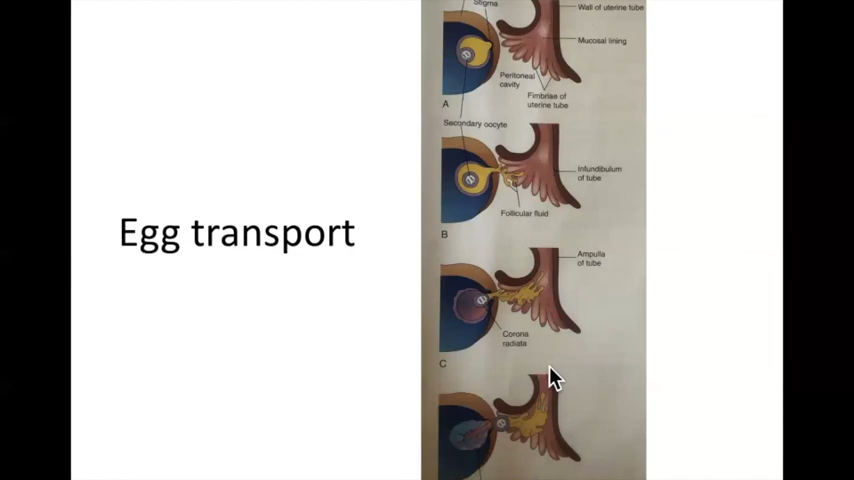 Egg transport
Stigma
Wall of uterine tube
Mucosal lining
Peritoneal
cavity
Fimbriae of
uterine tube
A
Secondary oocyte
Infundibulum
of tube
Follicular fluid
B
Ampulla
of tube
Corona
radiata
C